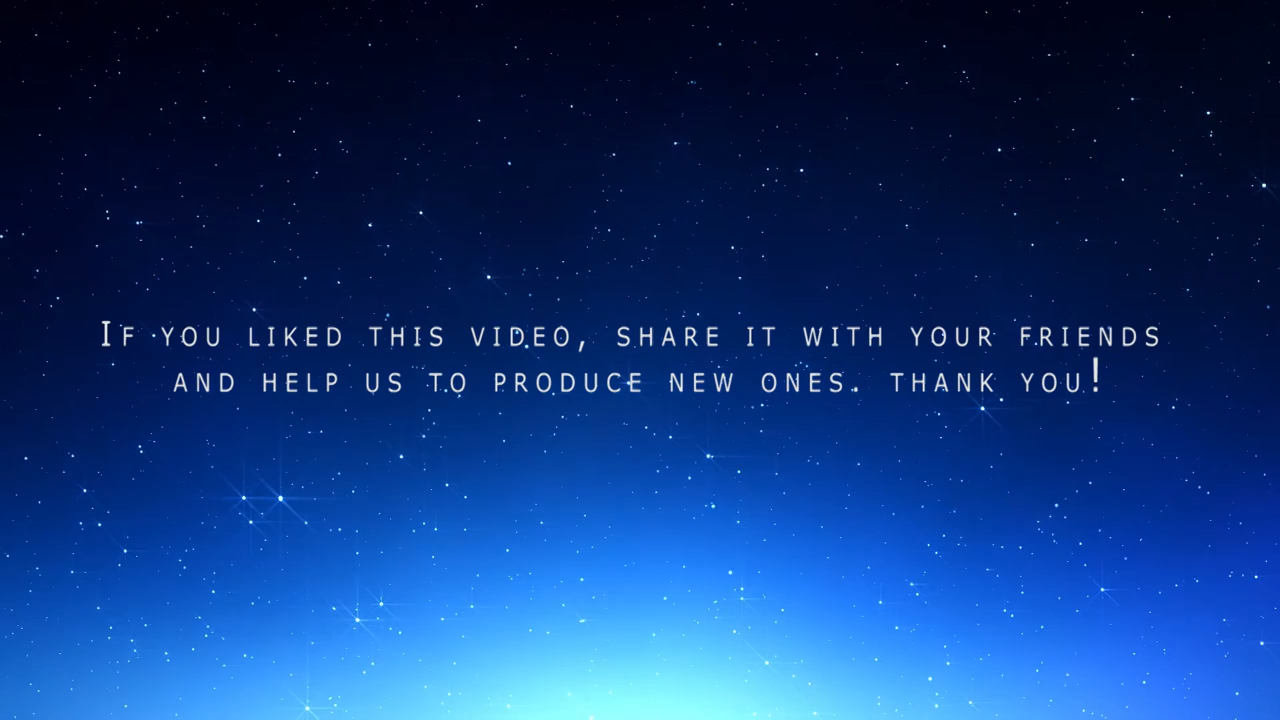 If you liked this video, share it with your friends
and help us to produce new ones. thank you!